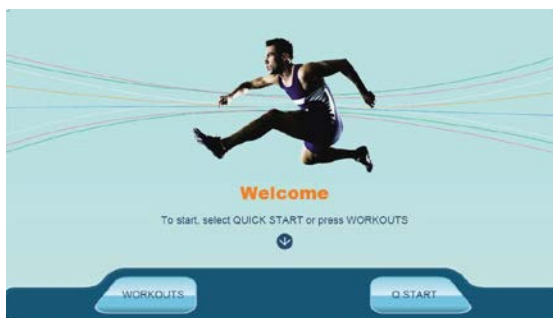 Welcome
To start, select QUICK START or press WORKOUTS
WORKOUTS
Q.START